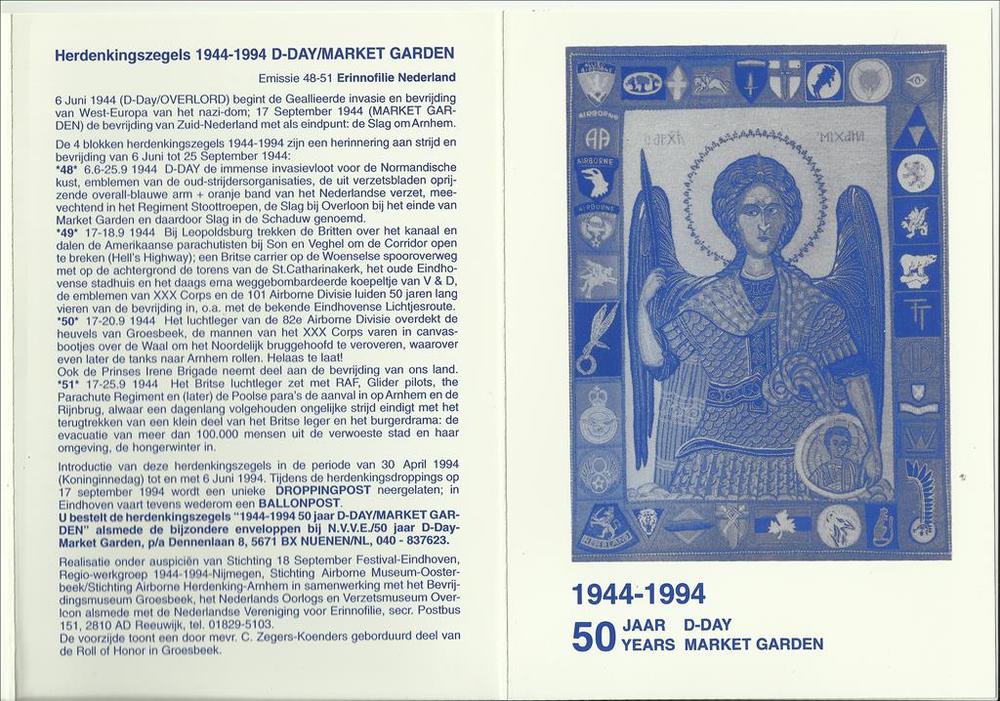 Herdenkingszegels 1944-1994 D-DAY/MARKET GARDEN
Emissie 48-51 Erinnofilie Nederland
6 Juni 1944 (D-Day/OVERLORD) begint de Geallieerde invasie en bevrijding
van West-Europa van het nazi-dom; 17 September 1944 (MARKET GAR-
DEN) de bevrijding van Zuid-Nederland met als eindpunt: de Slag om Arnhem.
De 4 blokken herdenkingszegels 1944-1994 zijn een herinnering aan strijd en
bevrijding van 6 Juni tot 25 September 1944:
*48* 6.6-25.9 1944 D-DAY de immense invasievloot voor de Normandische
kust, emblemen van de oud-strijdersorganisaties, de uit verzetsbladen oprij-
zende overall-blauwe arm + oranje band van het Nederlandse verzet, mee-
vechtend in het Regiment Stoottroepen, de Slag bij Overloon bij het einde van
Market Garden en daardoor Slag in de Schaduw genoemd.
*49* 17-18.9 1944 Bij Leopoldsburg trekken de Britten over het kanaal en
dalen de Amerikaanse parachutisten bij Son en Veghel om de Corridor open
te breken (Hell's Highway); een Britse carrier op de Woenselse spooroverweg
met op de achtergrond de torens van de St.Catharinakerk, het oude Eindho-
vense stadhuis en het daags erna weggebombardeerde koepeltje van V & D,
de emblemen van XXX Corps en de 101 Airborne Divisie luiden 50 jaren lang
vieren van de bevrijding in, o.a. met de bekende Eindhovense Lichtjesroute.
*50* 17-20.9 1944 Het luchtleger van de 82e Airborne Divisie overdekt de
heuvels van Groesbeek, de mannen van het XXX Corps varen in canvas-
bootjes over de Waal om het Noordelijk bruggehoofd te veroveren, waarover
even later de tanks naar Arnhem rollen. Helaas te laat!
Ook de Prinses Irene Brigade neemt deel aan de bevrijding van ons land.
*51* 17-25.9 1944 Het Britse luchtleger zet met RAF, Glider pilots, the
Parachute Regiment en (later) de Poolse para's de aanval in op Arnhem en de
Rijnbrug, alwaar een dagenlang volgehouden ongelijke strijd eindigt met het
terugtrekken van een klein deel van het Britse leger en het burgerdrama: de
evacuatie van meer dan 100.000 mensen uit de verwoeste stad en haar
omgeving, de hongerwinter in.
Introductie van deze herdenkingszegels in de periode van 30 April 1994
(Koninginnedag) tot en met 6 Juni 1994. Tijdens de herdenkingsdroppings op
17 september 1994 wordt een unieke DROPPINGPOST neergelaten; in
Eindhoven vaart tevens wederom een BALLONPOST.
U bestelt de herdenkingszegels "1944-1994 50 jaar D-DAY/MARKET GAR-
DEN" alsmede de bijzondere enveloppen bij N.V.V.E./50 jaar D-Day-
Market Garden, p/a Dennenlaan 8, 5671 BX NUENEN/NL, 040 - 837623.
Realisatie onder auspiciën van Stichting 18 September Festival-Eindhoven,
Regio-werkgroep 1944-1994-Nijmegen, Stichting Airborne Museum-Ooster-
beek/Stichting Airborne Herdenking-Arnhem in samenwerking met het Bevrij-
dingsmuseum Groesbeek, het Nederlands Oorlogs en Verzetsmuseum Over-
loon alsmede met de Nederlandse Vereniging voor Erinnofilie, secr. Postbus
151, 2810 AD Reeuwijk, tel. 01829-5103.
De voorzijde toont een door mevr. C. Zegers-Koenders geborduurd deel van
de Roll of Honor in Groesbeek.
AIRBORNE
AIRBORNE
AA
AIRBORNE
AIRBORNE
1944-1994
50 JAAR D-DAY
YEARS MARKET GARDEN